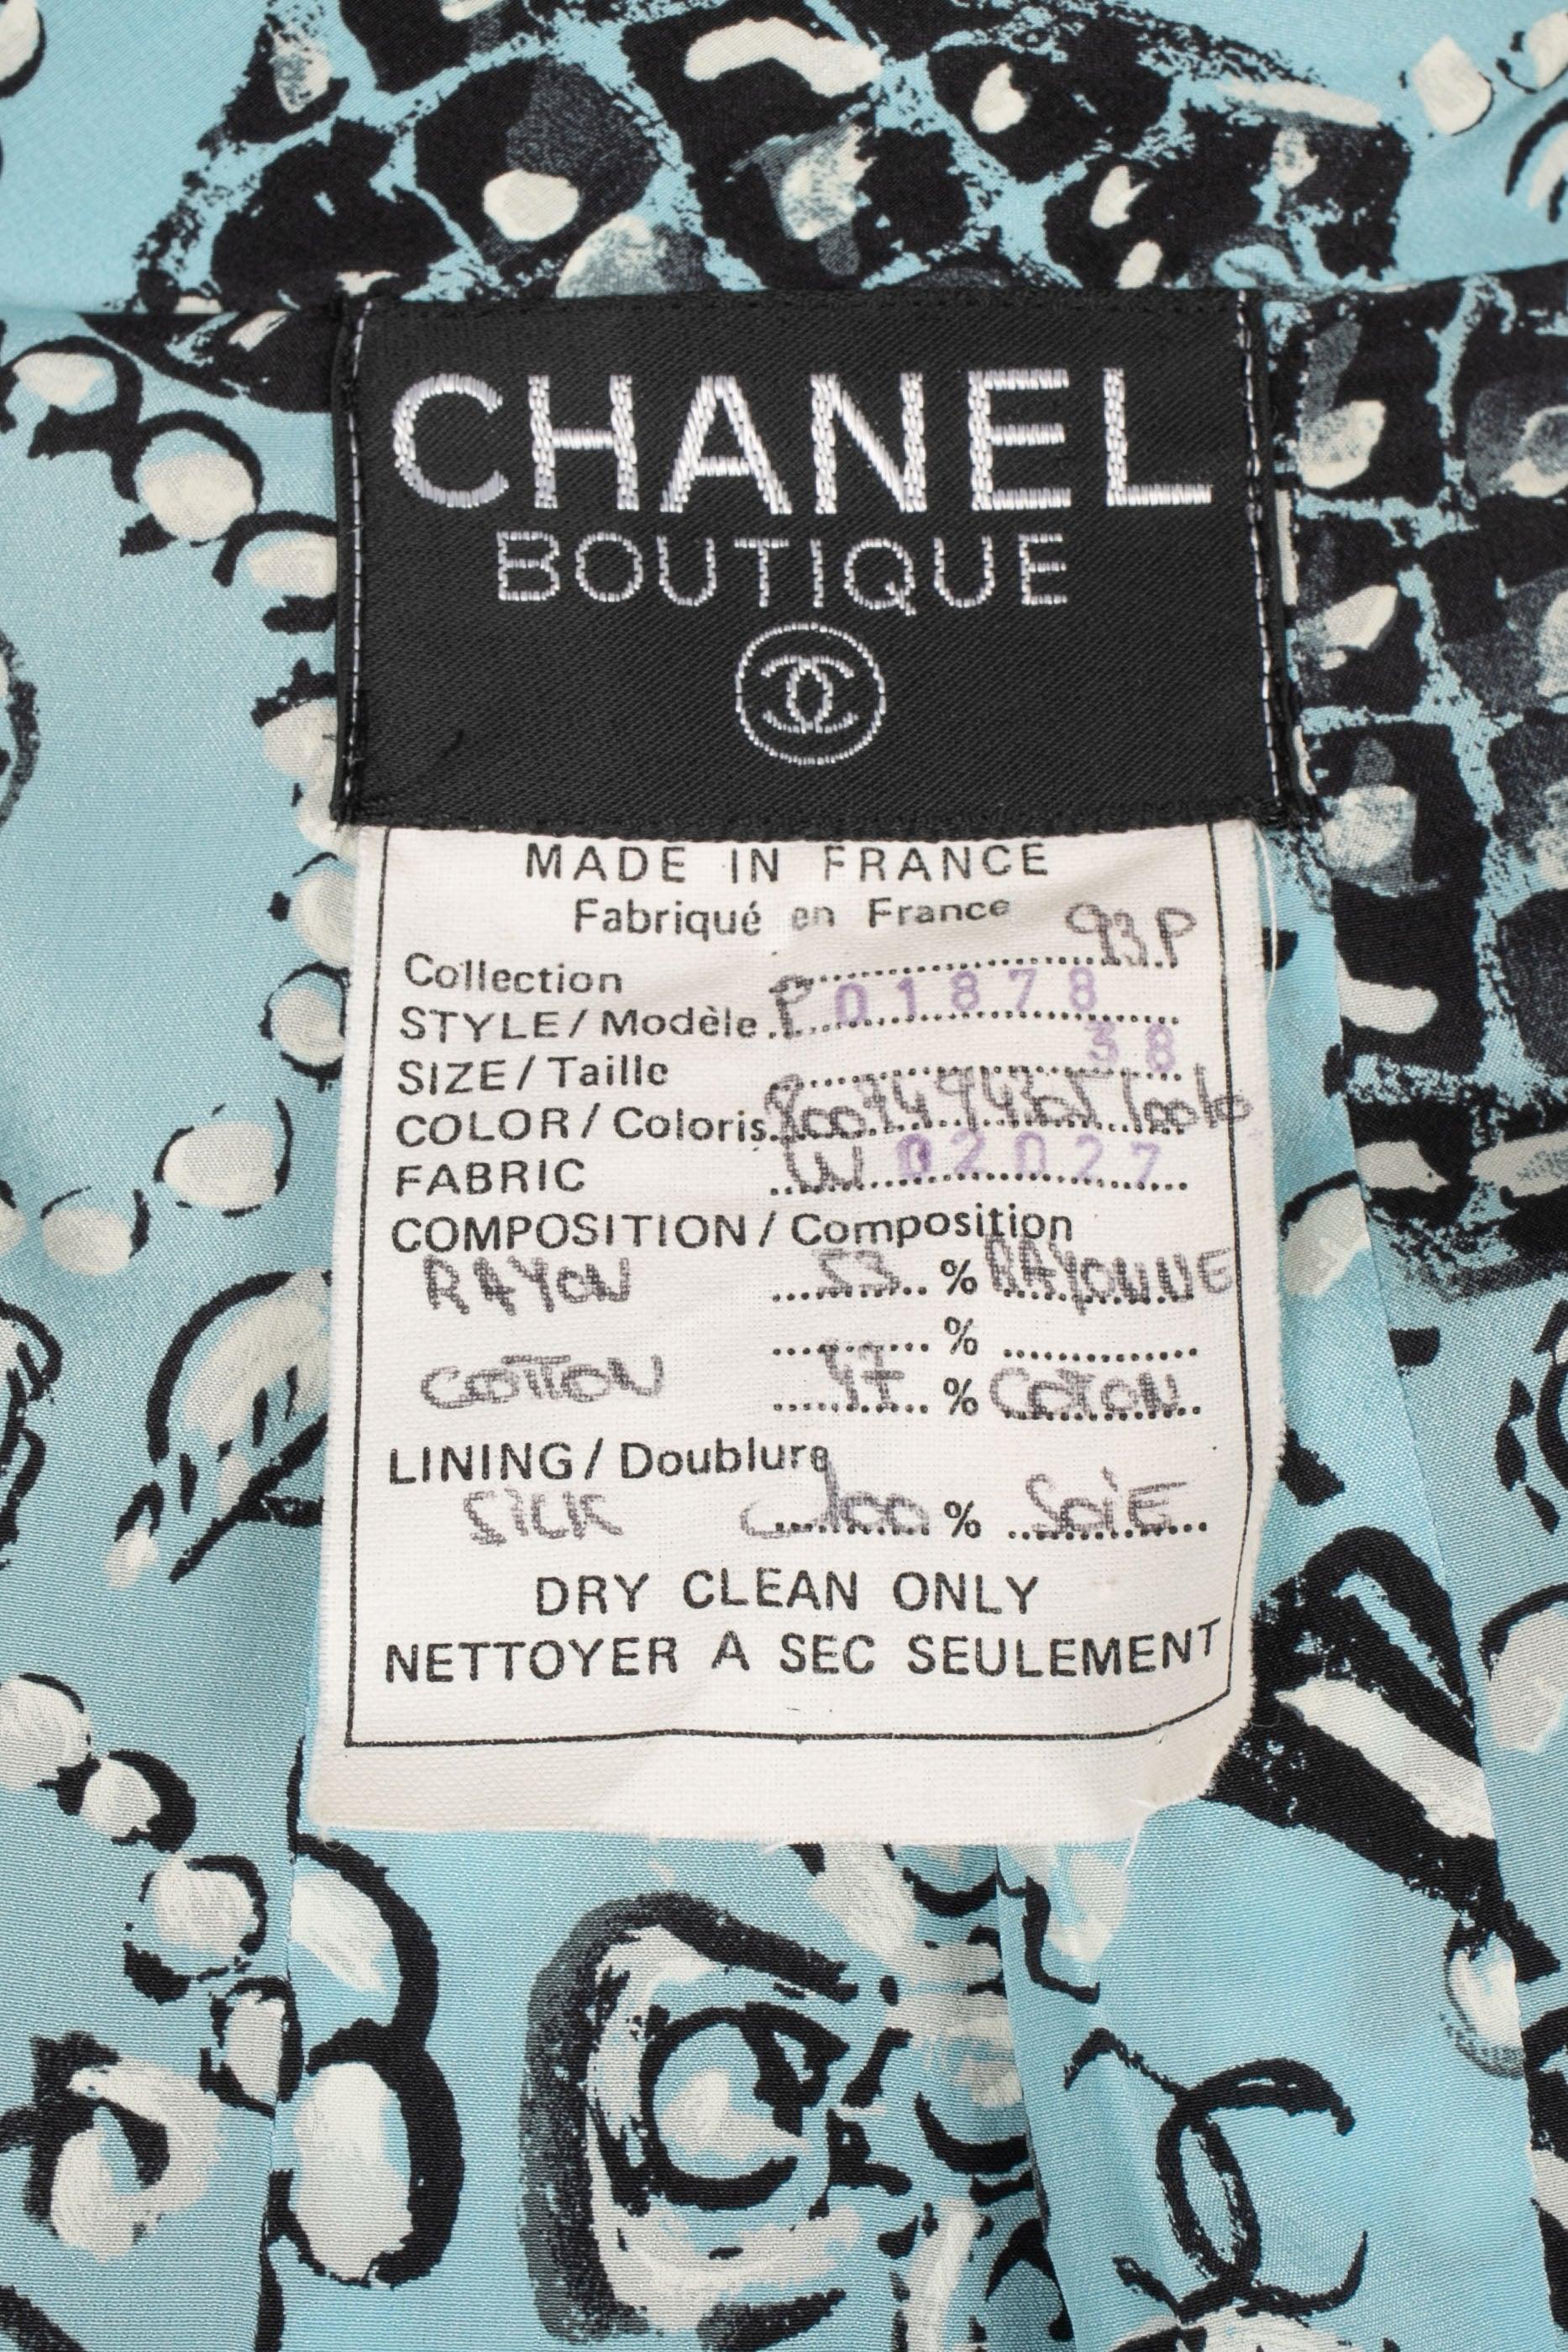 CHANEL
BOUTIQUE
MADE IN FRANCE
Fabriqué en France
Collection 93P
STYLE / Modèle P 01878
SIZE / Taille 38
COLOR / Coloris
FABRIC W 02027
COMPOSITION / Composition
RAYON 53 % RAYONNE
%
COTTON 47 % COTON
LINING / Doublure
SILK 100 % SOIE
DRY CLEAN ONLY
NETTOYER A SEC SEULEMENT